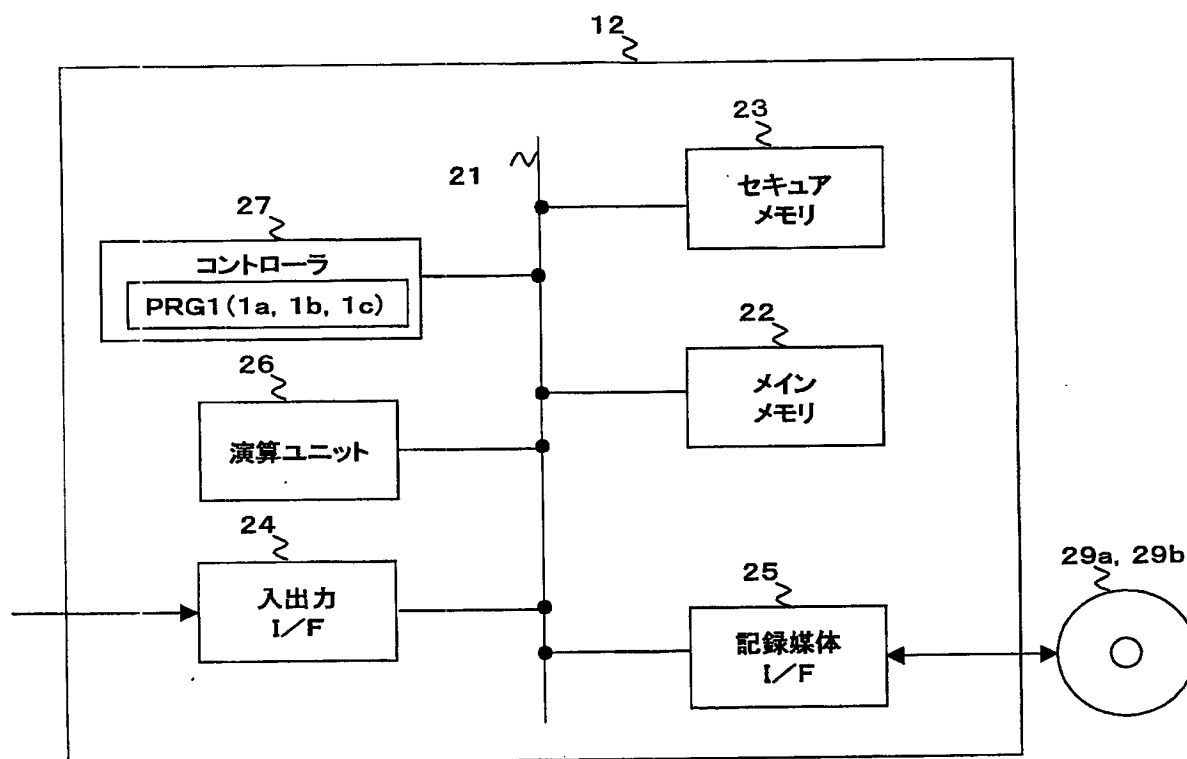 12
23
セキュア
メモリ
21
27
コントローラ
PRG1(1a, 1b, 1c)
22
メイン
メモリ
26
演算ユニット
24
入出力
I/F
25
記録媒体
I/F
29a, 29b